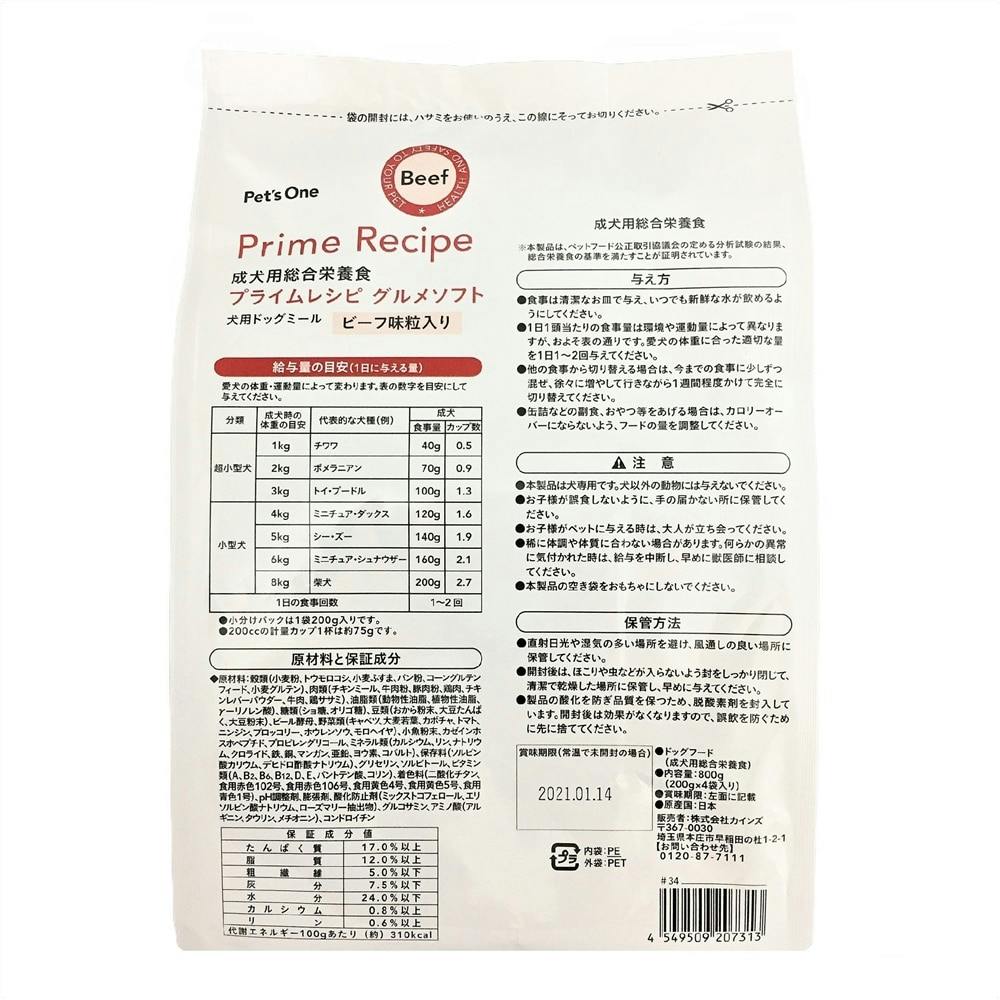 袋の開封には、ハサミをお使いのうえ、この線にそってお切りください。
HEALTH AND SAFETY TO YOUR PET
Beef
Pet's One
Prime Recipe
成犬用総合栄養食
プライムレシピ グルメソフト
犬用ドッグミール ビーフ味粒入り
給与量の目安(1日に与える量)
愛犬の体重・運動量によって変わります。表の数字を目安にして
与えてください。
分類 成犬時の体重の目安 代表的な犬種(例) 成犬
食事量 カップ数
超小型犬 1kg チワワ 40g 0.5
2kg ポメラニアン 70g 0.9
3kg トイ・プードル 100g 1.3
小型犬 4kg ミニチュア・ダックス 120g 1.6
5kg シー・ズー 140g 1.9
6kg ミニチュア・シュナウザー 160g 2.1
8kg 柴犬 200g 2.7
1日の食事回数 1〜2回
●小分けパックは1袋200g入りです。
●200ccの計量カップ1杯は約75gです。
原材料と保証成分
◆原材料:穀類(小麦粉、トウモロコシ、小麦ふすま、パン粉、コーングルテン
フィード、小麦グルテン)、肉類(チキンミール、牛肉粉、豚肉粉、鶏肉、チキ
ンレバーパウダー、牛肉、鶏ササミ)、油脂類(動物性油脂、植物性油脂、
γ-リノレン酸)、糖類(ショ糖、オリゴ糖)、豆類(おから粉末、大豆たんぱ
く、大豆粉末)、ビール酵母、野菜類(キャベツ、大麦若葉、カボチャ、トマト、
ニンジン、ブロッコリー、ホウレンソウ、モロヘイヤ)、小魚粉末、カゼインホ
スホペプチド、プロピレングリコール、ミネラル類(カルシウム、リン、ナトリウ
ム、クロライド、鉄、銅、マンガン、亜鉛、ヨウ素、コバルト)、保存料(ソルビン
酸カリウム、デヒドロ酢酸ナトリウム)、グリセリン、ソルビトール、ビタミン
類(A、B2、B6、B12、D、E、パントテン酸、コリン)、着色料(二酸化チタン、
食用赤色102号、食用赤色106号、食用黄色4号、食用黄色5号、食用
青色1号)、pH調整剤、膨張剤、酸化防止剤(ミックストコフェロール、エリ
ソルビン酸ナトリウム、ローズマリー抽出物)、グルコサミン、アミノ酸(アル
ギニン、タウリン、メチオニン)、コンドロイチン
保証成分値
たんぱく質 17.0%以上
脂質 12.0%以上
粗繊維 5.0%以下
灰分 7.5%以下
水分 24.0%以下
カルシウム 0.8%以上
リン 0.6%以上
代謝エネルギー100gあたり (約) 310kcal
成犬用総合栄養食
※本製品は、ペットフード公正取引協議会の定める分析試験の結果、
総合栄養食の基準を満たすことが証明されています。
与え方
●食事は清潔なお皿で与え、いつでも新鮮な水が飲めるよ
うにしてください。
●1日1頭当たりの食事量は環境や運動量によって異なりま
すが、およそ表の通りです。愛犬の体重に合った適切な量
を1日1〜2回与えてください。
●他の食事から切り替える場合は、今までの食事に少しずつ
混ぜ、徐々に増やして行きながら1週間程度かけて完全に
切り替えてください。
●缶詰などの副食、おやつ等をあげる場合は、カロリーオー
バーにならないよう、フードの量を調整してください。
注意
●本製品は犬専用です。犬以外の動物には与えないでください。
●お子様が誤食しないように、手の届かない所に保管してく
ださい。
●お子様がペットに与える時は、大人が立ち会ってください。
●稀に体調や体質に合わない場合があります。何らかの異常
に気付かれた時は、給与を中断し、早めに獣医師に相談し
てください。
●本製品の空き袋をおもちゃにしないでください。
保管方法
●直射日光や湿気の多い場所を避け、風通しの良い場所に
保管してください。
●開封後は、ほこりや虫などが入らないよう封をしっかり閉じて、
清潔で乾燥した場所に保管し、早めに与えてください。
●製品の酸化を防ぎ品質を保つため、脱酸素剤を封入して
います。開封後は効果がなくなりますので、誤飲を防ぐため
に先に捨ててください。
賞味期限(常温で未開封の場合)
2021.01.14
●ドッグフード
(成犬用総合栄養食)
●内容量:800g
(200g×4袋入り)
●賞味期限:左面に記載
●原産国:日本
販売者:株式会社カインズ
〒367-0030
埼玉県本庄市早稲田の杜1-2-1
【お問い合わせ先】
0120-87-7111
プラ
内袋:PE
外袋:PET
#34
4 549509 207313